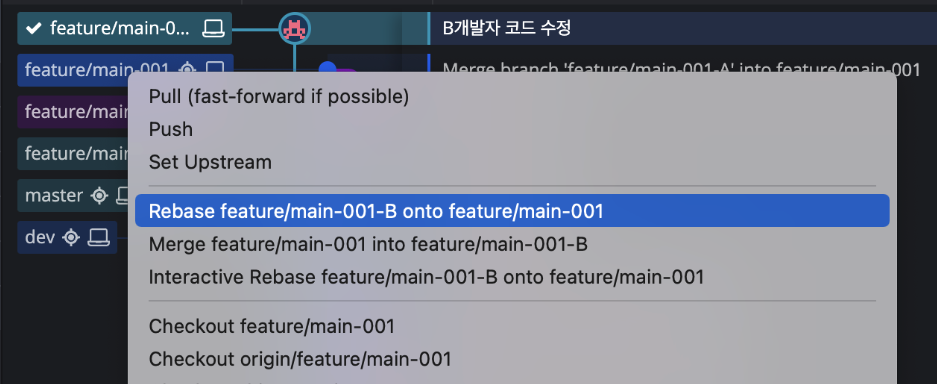 feature/main-0...
B개발자 코드 수정
feature/main-001
Merge branch 'feature/main-001-A' into feature/main-001
feature/main
feature/main
master
dev
Pull (fast-forward if possible)
Push
Set Upstream
Rebase feature/main-001-B onto feature/main-001
Merge feature/main-001 into feature/main-001-B
Interactive Rebase feature/main-001-B onto feature/main-001
Checkout feature/main-001
Checkout origin/feature/main-001